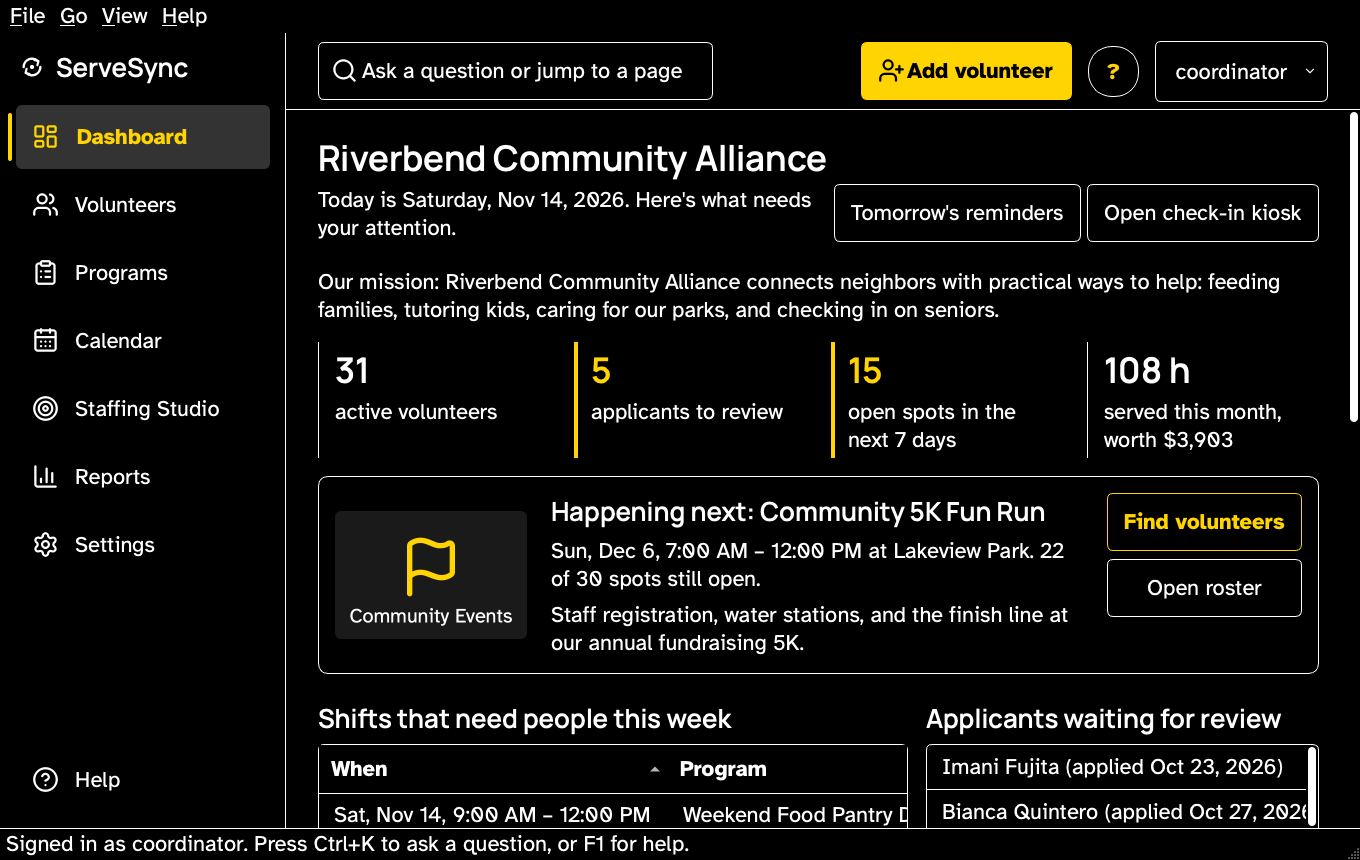 File Go View Help
ServeSync
Ask a question or jump to a page
Add volunteer
?
coordinator
Dashboard
Volunteers
Programs
Calendar
Staffing Studio
Reports
Settings
Help
Riverbend Community Alliance
Today is Saturday, Nov 14, 2026. Here's what needs
your attention.
Tomorrow's reminders
Open check-in kiosk
Our mission: Riverbend Community Alliance connects neighbors with practical ways to help: feeding
families, tutoring kids, caring for our parks, and checking in on seniors.
31
active volunteers
5
applicants to review
15
open spots in the
next 7 days
108 h
served this month,
worth $3,903
Community Events
Happening next: Community 5K Fun Run
Sun, Dec 6, 7:00 AM – 12:00 PM at Lakeview Park. 22
of 30 spots still open.
Staff registration, water stations, and the finish line at
our annual fundraising 5K.
Find volunteers
Open roster
Shifts that need people this week
When Program
Sat, Nov 14, 9:00 AM – 12:00 PM Weekend Food Pantry
Applicants waiting for review
Imani Fujita (applied Oct 23, 2026)
Bianca Quintero (applied Oct 27, 2026
Signed in as coordinator. Press Ctrl+K to ask a question, or F1 for help.